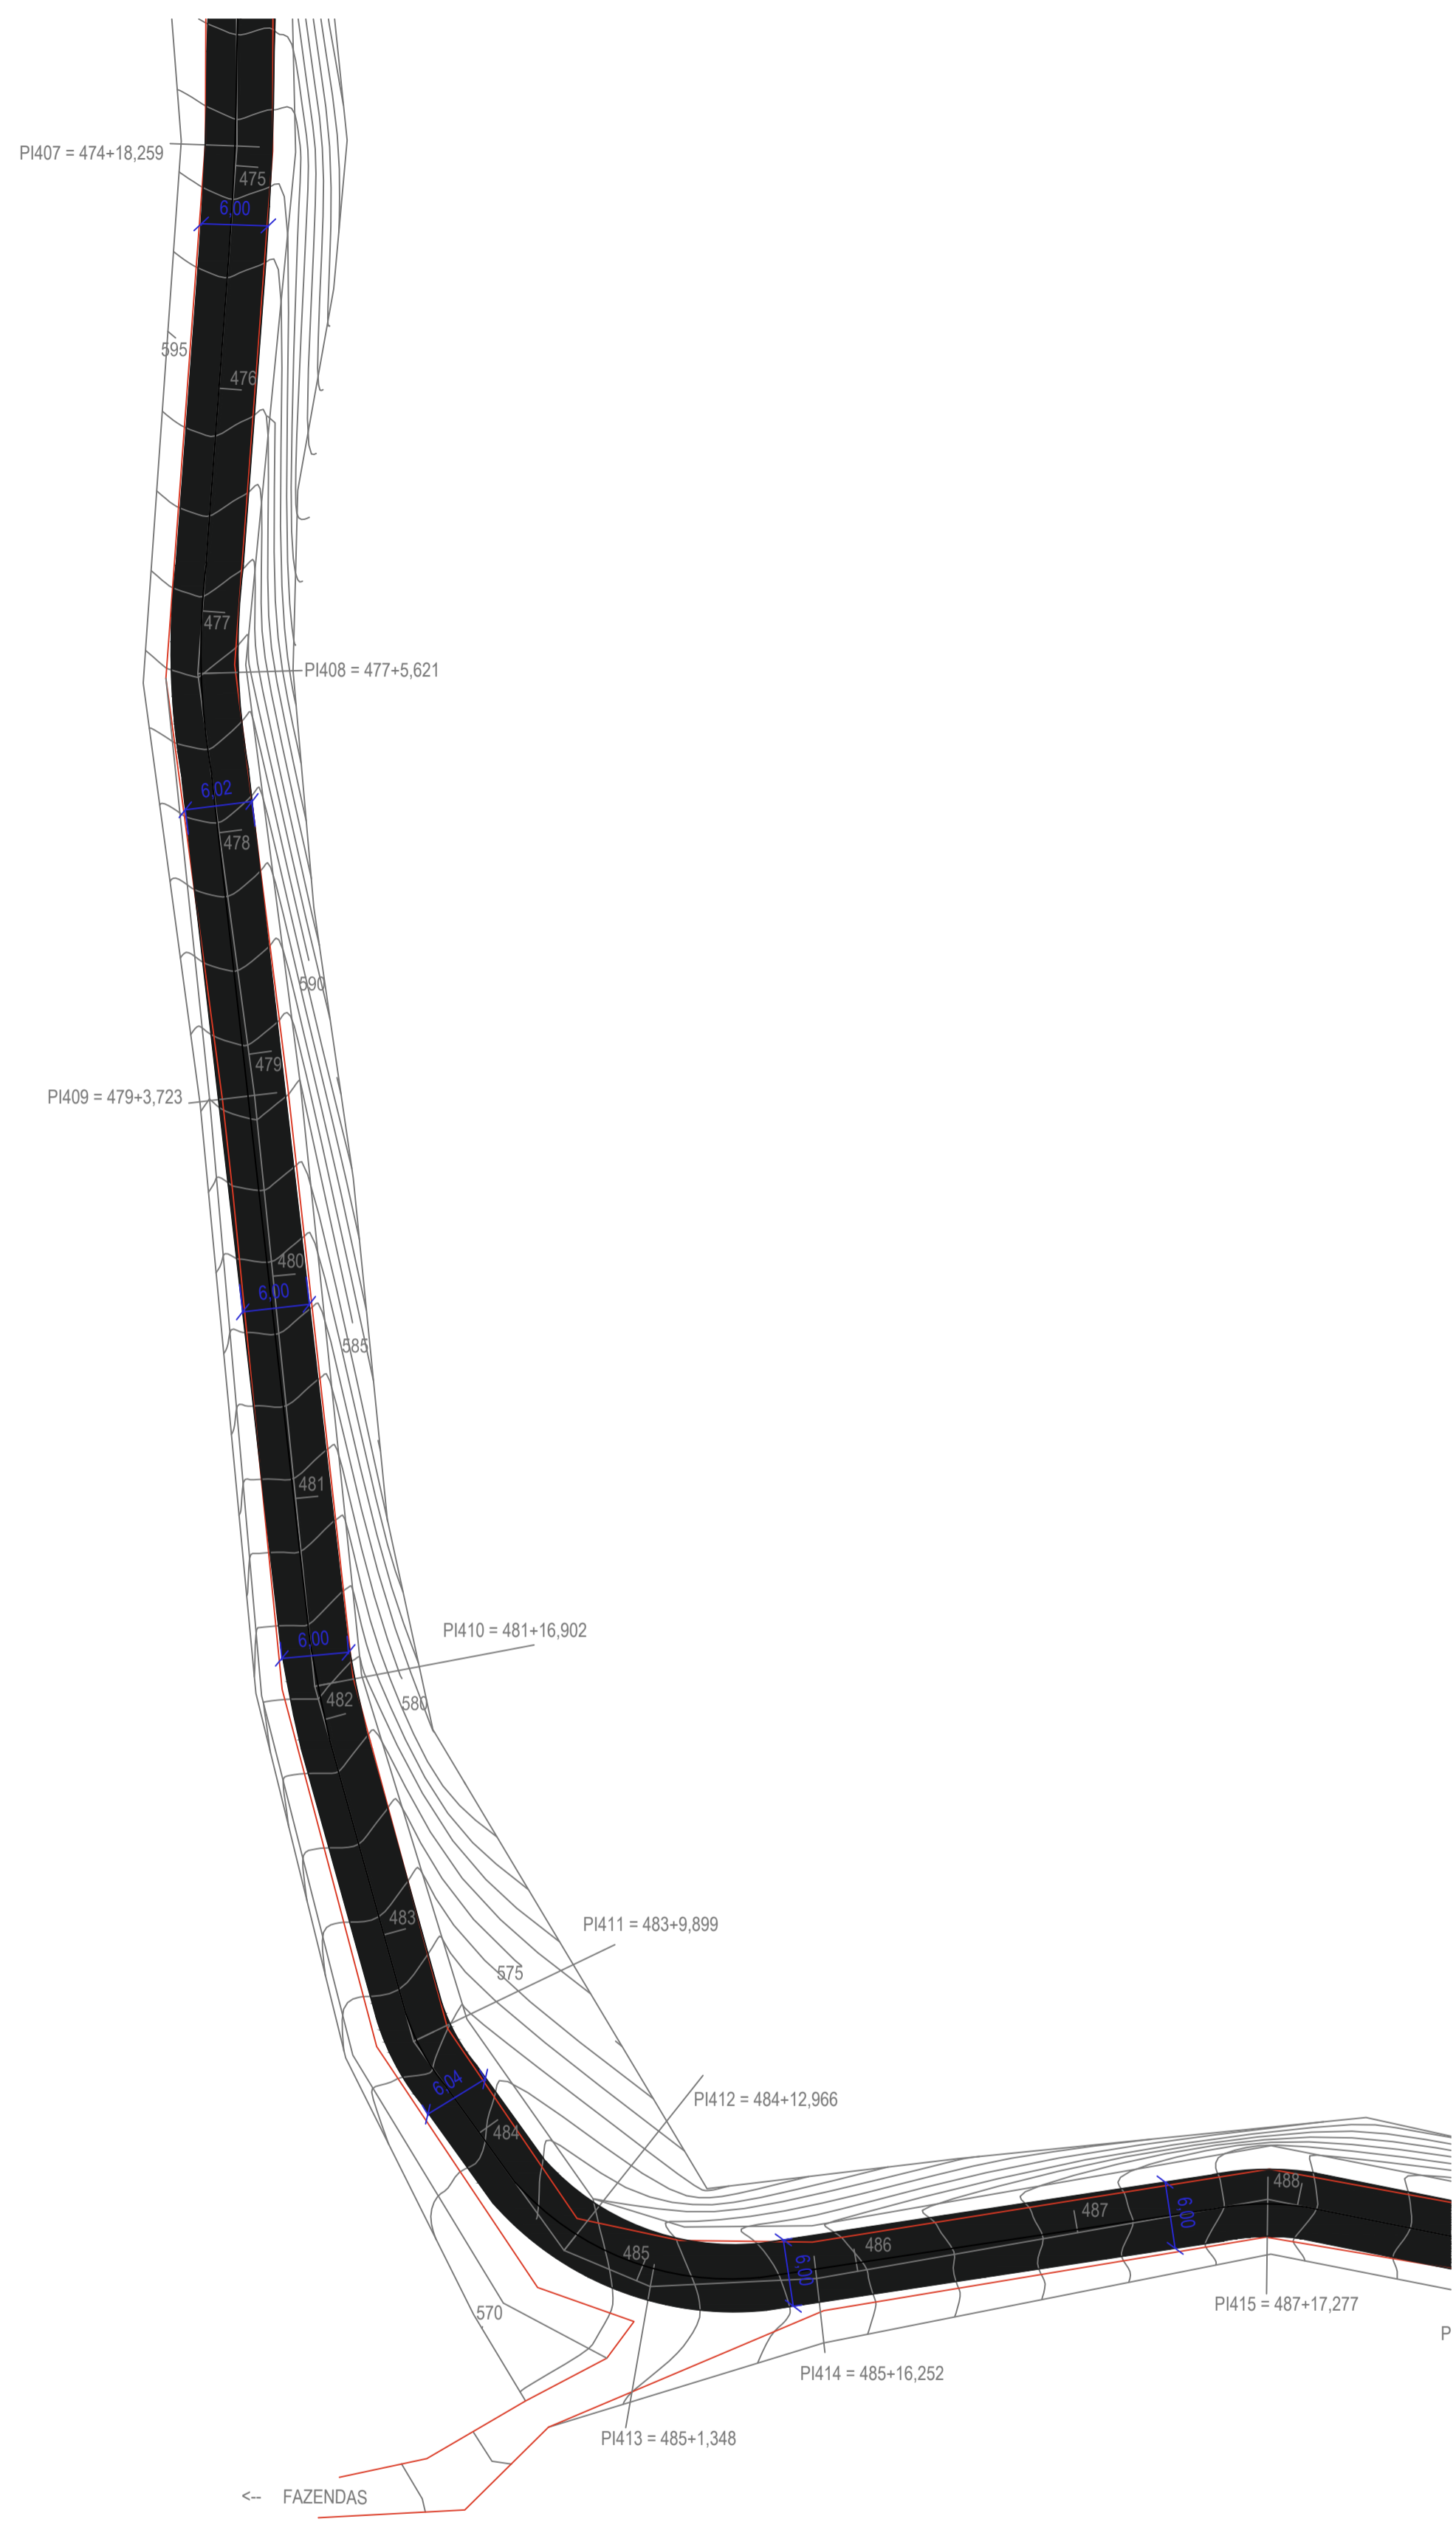 PI407 = 474+18,259
475
6,00
595
476
477
PI408 = 477+5,621
6,02
478
590
479
PI409 = 479+3,723
480
6,00
585
481
PI410 = 481+16,902
6,00
482
580
483
PI411 = 483+9,899
575
6,04
PI412 = 484+12,966
484
488
487
6,00
486
485
6,00
PI415 = 487+17,277
570
P
PI414 = 485+16,252
PI413 = 485+1,348
<-- FAZENDAS